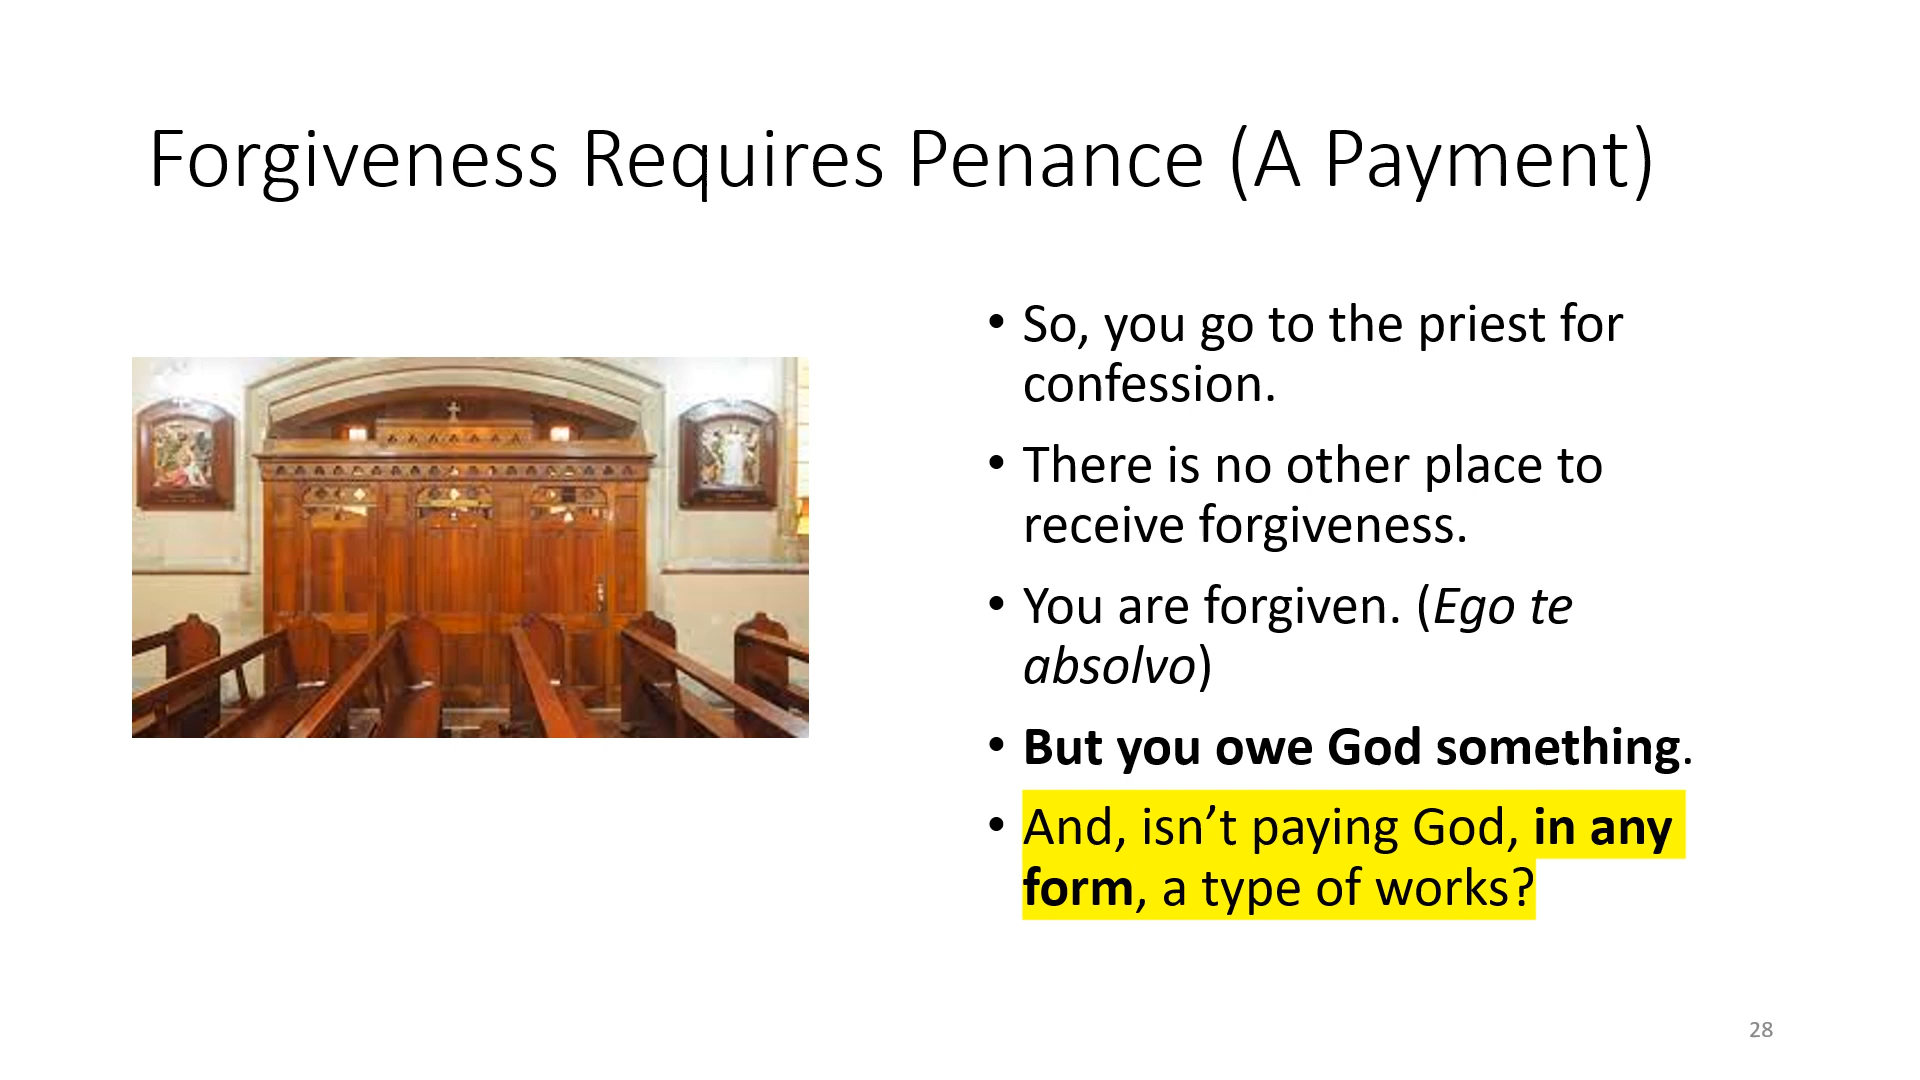 Forgiveness Requires Penance (A Payment)
• So, you go to the priest for
confession.
• There is no other place to
receive forgiveness.
• You are forgiven. (Ego te
absolvo)
• But you owe God something.
• And, isn’t paying God, in any
form, a type of works?
28